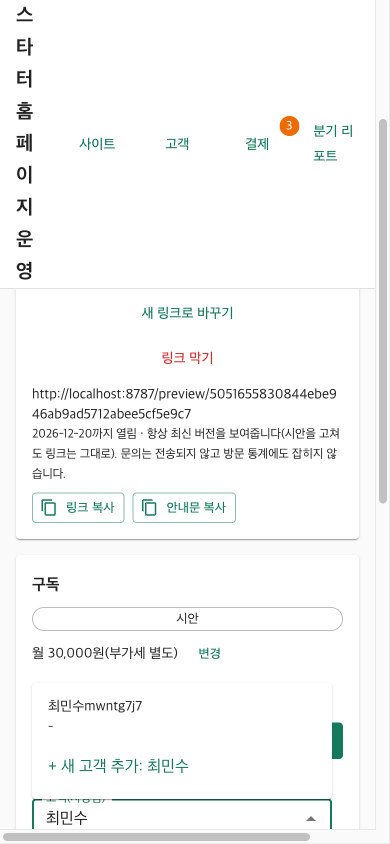 스타터홈페이지운영
사이트
고객
결제
3
분기 리포트
새 링크로 바꾸기
링크 막기
http://localhost:8787/preview/5051655830844ebe9
46ab9ad5712abee5cf5e9c7
2026-12-20까지 열림 · 항상 최신 버전을 보여줍니다(시안을 고쳐
도 링크는 그대로). 문의는 전송되지 않고 방문 통계에도 잡히지 않
습니다.
링크 복사
안내문 복사
구독
시안
월 30,000원(부가세 별도)
변경
최민수mwntg7j7
-
+ 새 고객 추가: 최민수
최민수